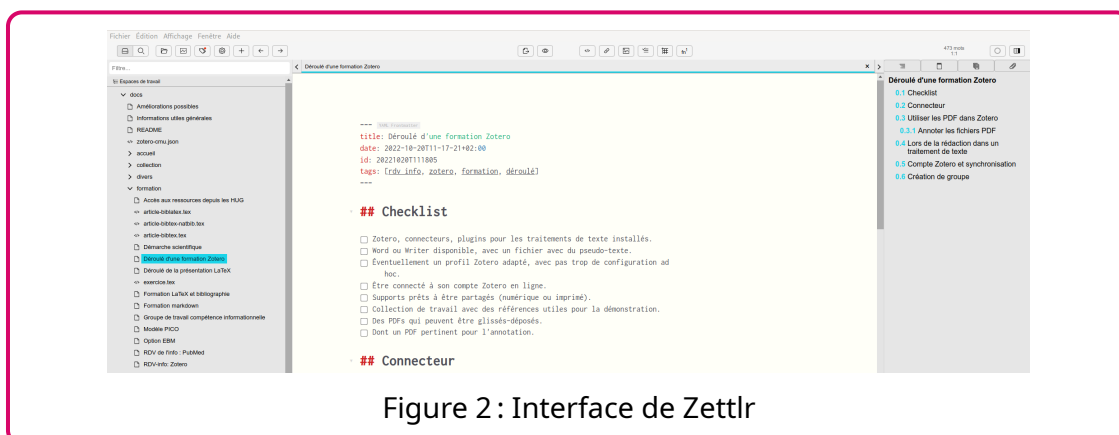 Fichier Édition Affichage Fenêtre Aide
473 mots
1:1
Filtre...
Déroulé d'une formation Zotero
Espaces de travail
docs
Améliorations possibles
Informations utiles générales
README
zotero-cmu.json
accueil
collection
divers
formation
Accès aux ressources depuis les HUG
article-biblatex.tex
article-bibtex-natbib.tex
article-bibtex.tex
Démarche scientifique
Déroulé d'une formation Zotero
Déroulé de la présentation LaTeX
exercice.tex
Formation LaTeX et bibliographie
Formation markdown
Groupe de travail compétence informationnelle
Modèle PICO
Option EBM
RDV de l'info : PubMed
RDV-info: Zotero
--- YAML Frontmatter
title: Déroulé d'une formation Zotero
date: 2022-10-20T11-17-21+02:00
id: 20221020T111805
tags: [rdv info, zotero, formation, déroulé]
---
## Checklist
Zotero, connecteurs, plugins pour les traitements de texte installés.
Word ou Writer disponible, avec un fichier avec du pseudo-texte.
Éventuellement un profil Zotero adapté, avec pas trop de configuration ad
hoc.
Être connecté à son compte Zotero en ligne.
Supports prêts à être partagés (numérique ou imprimé).
Collection de travail avec des références utiles pour la démonstration.
Des PDFs qui peuvent être glissés-déposés.
Dont un PDF pertinent pour l'annotation.
## Connecteur
Déroulé d'une formation Zotero
0.1 Checklist
0.2 Connecteur
0.3 Utiliser les PDF dans Zotero
0.3.1 Annoter les fichiers PDF
0.4 Lors de la rédaction dans un
traitement de texte
0.5 Compte Zotero et synchronisation
0.6 Création de groupe
Figure 2 : Interface de Zettlr